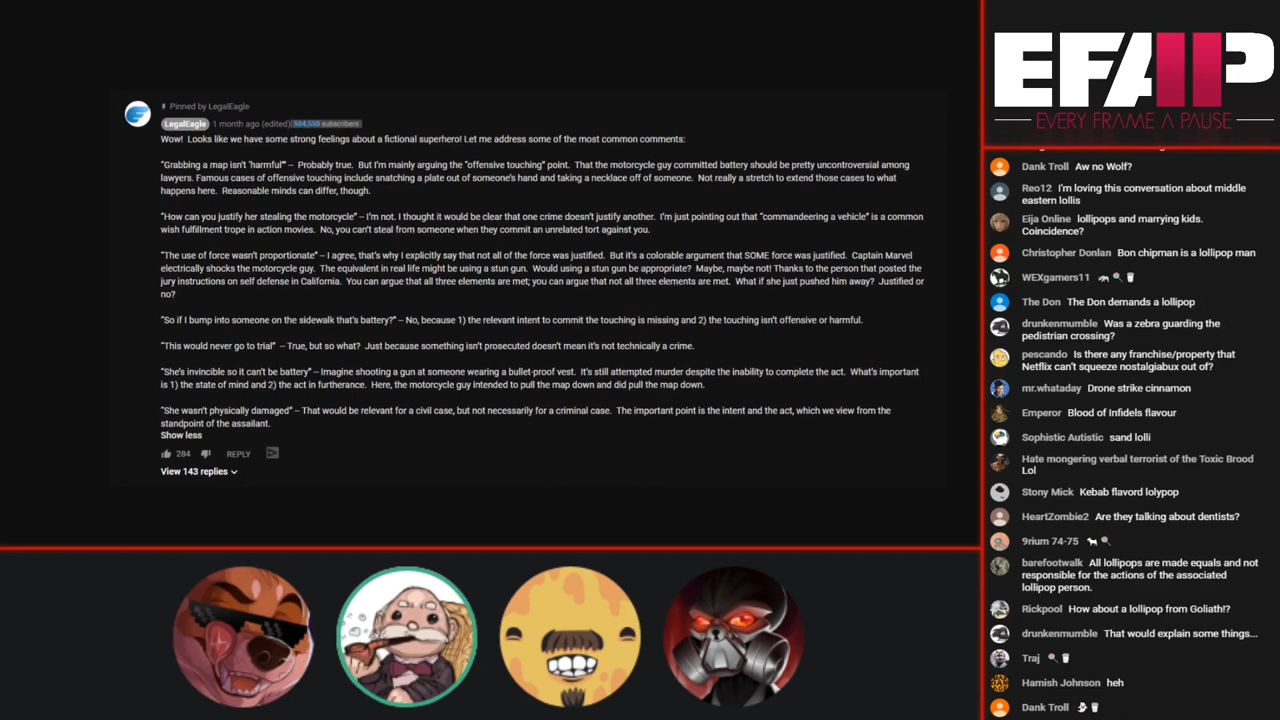 Pinned by LegalEagle
LegalEagle 1 month ago (edited) 504,550 subscribers
Wow! Looks like we have some strong feelings about a fictional superhero! Let me address some of the most common comments:
"Grabbing a map isn't 'harmful'" – Probably true. But I'm mainly arguing the "offensive touching" point. That the motorcycle guy committed battery should be pretty uncontroversial among
lawyers. Famous cases of offensive touching include snatching a plate out of someone's hand and taking a necklace off of someone. Not really a stretch to extend those cases to what
happens here. Reasonable minds can differ, though.
"How can you justify her stealing the motorcycle" – I'm not. I thought it would be clear that one crime doesn't justify another. I'm just pointing out that "commandeering a vehicle" is a common
wish fulfillment trope in action movies. No, you can't steal from someone when they commit an unrelated tort against you.
"The use of force wasn't proportionate" – I agree, that's why I explicitly say that not all of the force was justified. But it's a colorable argument that SOME force was justified. Captain Marvel
electrically shocks the motorcycle guy. The equivalent in real life might be using a stun gun. Would using a stun gun be appropriate? Maybe, maybe not! Thanks to the person that posted the
jury instructions on self defense in California. You can argue that all three elements are met; you can argue that not all three elements are met. What if she just pushed him away? Justified or
no?
"So if I bump into someone on the sidewalk that's battery?" – No, because 1) the relevant intent to commit the touching is missing and 2) the touching isn't offensive or harmful.
"This would never go to trial" – True, but so what? Just because something isn't prosecuted doesn't mean it's not technically a crime.
"She's invincible so it can't be battery" – Imagine shooting a gun at someone wearing a bullet-proof vest. It's still attempted murder despite the inability to complete the act. What's important
is 1) the state of mind and 2) the act in furtherance. Here, the motorcycle guy intended to pull the map down and did pull the map down.
"She wasn't physically damaged" – That would be relevant for a civil case, but not necessarily for a criminal case. The important point is the intent and the act, which we view from the
standpoint of the assailant.
Show less
284 REPLY
View 143 replies
EFAP
EVERY FRAME A PAUSE
Dank Troll Aw no Wolf?
Reo12 I'm loving this conversation about middle
eastern lollis
Eija Online lollipops and marrying kids.
Coincidence?
Christopher Donlan Bon chipman is a lollipop man
WEXgamers11
The Don The Don demands a lollipop
drunkenmumble Was a zebra guarding the
pedistrian crossing?
pescando Is there any franchise/property that
Netflix can't squeeze nostalgiabux out of?
mr.whataday Drone strike cinnamon
Emperor Blood of Infidels flavour
Sophistic Autistic sand lolli
Hate mongering verbal terrorist of the Toxic Brood
Lol
Stony Mick Kebab flavord lolypop
HeartZombie2 Are they talking about dentists?
9rium 74-75
barefootwalk All lollipops are made equals and not
responsible for the actions of the associated
lollipop person.
Rickpool How about a lollipop from Goliath!?
drunkenmumble That would explain some things...
Traj
Hamish Johnson heh
Dank Troll